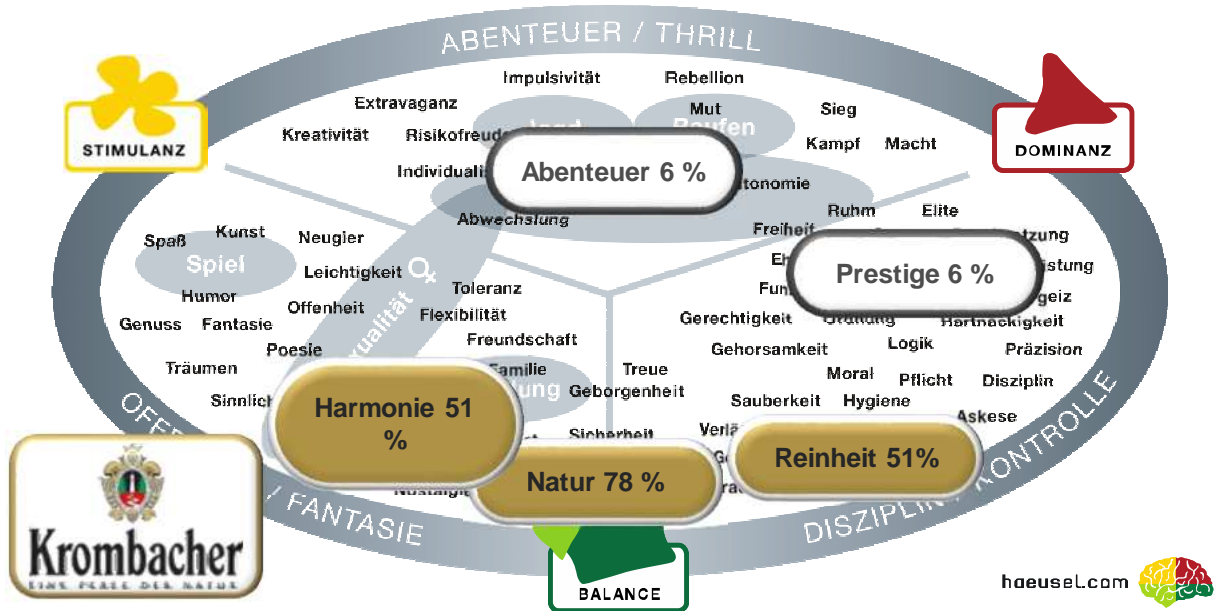 ABENTEUER / THRILL
Impulsivität
Rebellion
Extravaganz
Mut
Sieg
Kreativität
Raufen
Kampf
Macht
STIMULANZ
DOMINANZ
Abenteuer 6 %
Abwechslung
Ruhm
Elite
Freiheit
Spaß
Kunst
Neugier
Spiel
Leichtigkeit
Prestige 6 %
Humor
Offenheit
Toleranz
Genuss
Fantasie
Flexibilität
Gerechtigkeit
Ordnung
Hartnäckigkeit
Poesie
Freundschaft
Gehorsamkeit
Logik
Präzision
Träumen
Familie
Treue
Moral
Pflicht
Disziplin
Geborgenheit
Sauberkeit
Hygiene
Askese
Harmonie 51
%
Sicherheit
Reinheit 51%
Natur 78 %
/ FANTASIE
Krombacher
EINE PERLE DER NATUR
BALANCE
haeusel.com